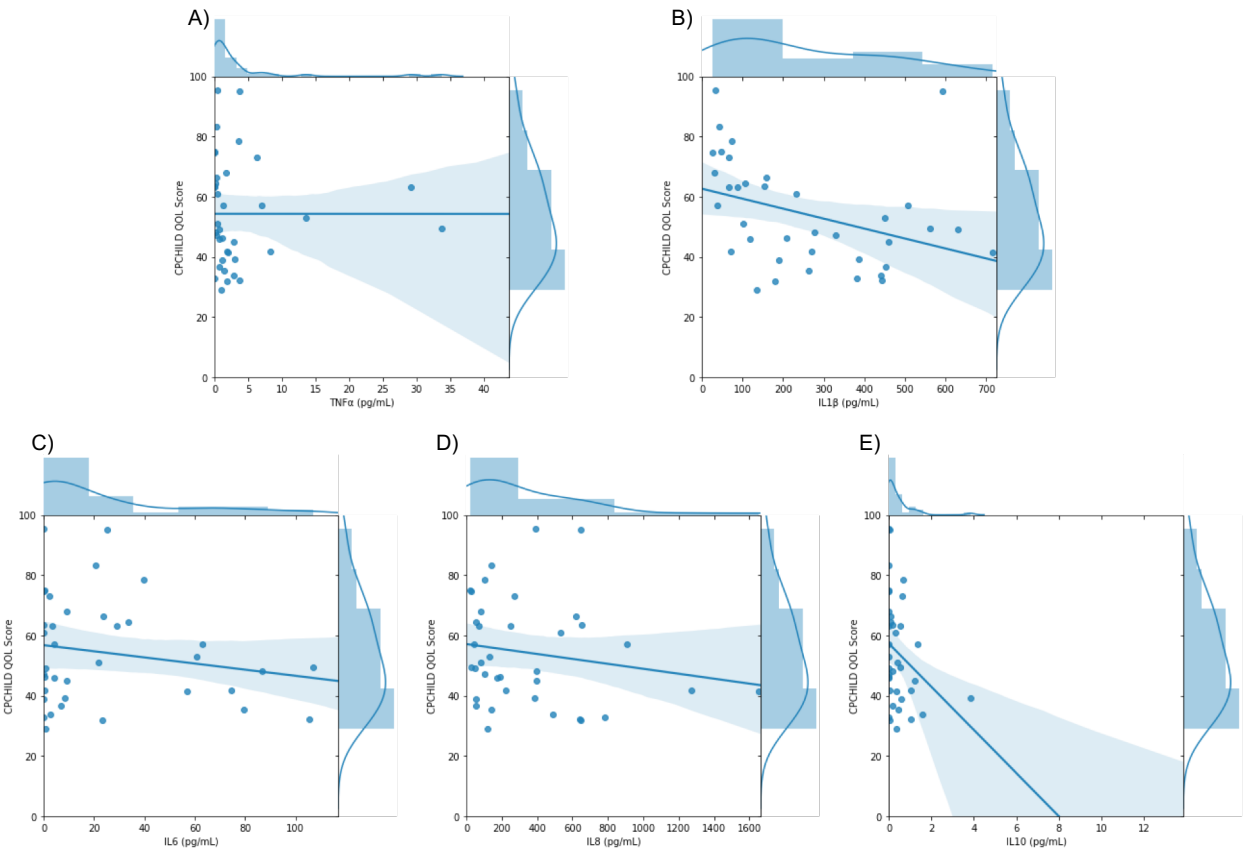 A)
B)
100
80
60
40
20
0
CPCHILD QOL Score
0 5 10 15 20 25 30 35 40
TNFα (pg/mL)
100
80
60
40
20
0
CPCHILD QOL Score
0 100 200 300 400 500 600 700
IL1β (pg/mL)
C)
D)
E)
100
80
60
40
20
0
CPCHILD QOL Score
0 20 40 60 80 100
IL6 (pg/mL)
100
80
60
40
20
0
CPCHILD QOL Score
0 200 400 600 800 1000 1200 1400 1600
IL8 (pg/mL)
100
80
60
40
20
0
CPCHILD QOL Score
0 2 4 6 8 10 12
IL10 (pg/mL)